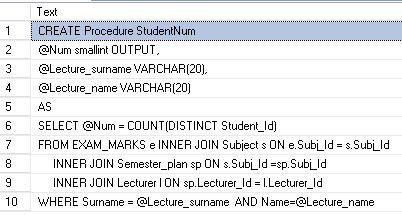 Text
1 CREATE Procedure StudentNum
2 @Num smallint OUTPUT,
3 @Lecture_surname VARCHAR(20),
4 @Lecture_name VARCHAR(20)
5 AS
6 SELECT @Num = COUNT(DISTINCT Student_Id)
7 FROM EXAM_MARKS e INNER JOIN Subject s ON e.Subj_Id = s.Subj_Id
8 INNER JOIN Semester_plan sp ON s.Subj_Id =sp.Subj_Id
9 INNER JOIN Lecturer l ON sp.Lecturer_Id = l.Lecturer_Id
10 WHERE Surname = @Lecture_surname AND Name=@Lecture_name